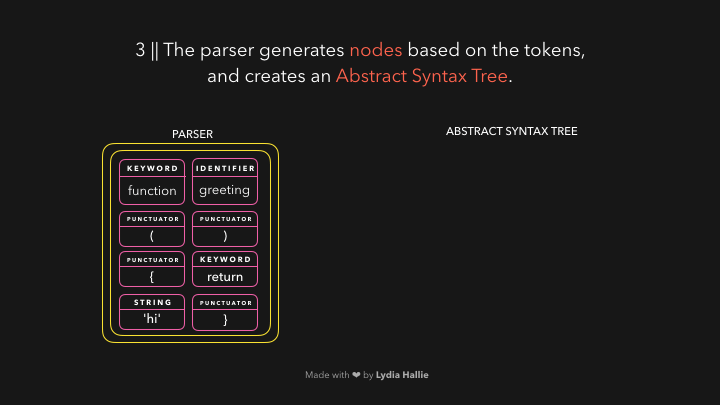 3 || The parser generates nodes based on the tokens,
and creates an Abstract Syntax Tree.
PARSER
ABSTRACT SYNTAX TREE
KEYWORD
function
IDENTIFIER
greeting
PUNCTUATOR
(
PUNCTUATOR
)
PUNCTUATOR
{
KEYWORD
return
STRING
'hi'
PUNCTUATOR
}
Made with ❤ by Lydia Hallie